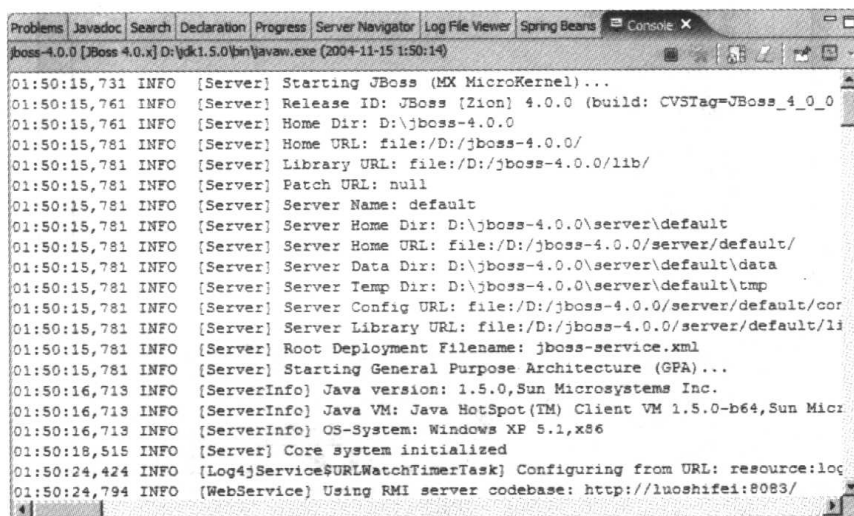 Problems Javadoc Search Declaration Progress Server Navigator Log File Viewer Spring Beans Console
jboss-4.0.0 [JBoss 4.0.x] D:\jdk1.5.0\bin\javaw.exe (2004-11-15 1:50:14)
01:50:15,731 INFO [Server] Starting JBoss (MX MicroKernel)...
01:50:15,761 INFO [Server] Release ID: JBoss [Zion] 4.0.0 (build: CVSTag=JBoss_4_0_0
01:50:15,761 INFO [Server] Home Dir: D:\jboss-4.0.0
01:50:15,781 INFO [Server] Home URL: file:/D:/jboss-4.0.0/
01:50:15,781 INFO [Server] Library URL: file:/D:/jboss-4.0.0/lib/
01:50:15,781 INFO [Server] Patch URL: null
01:50:15,781 INFO [Server] Server Name: default
01:50:15,781 INFO [Server] Server Home Dir: D:\jboss-4.0.0\server\default
01:50:15,781 INFO [Server] Server Home URL: file:/D:/jboss-4.0.0/server/default/
01:50:15,781 INFO [Server] Server Data Dir: D:\jboss-4.0.0\server\default\data
01:50:15,781 INFO [Server] Server Temp Dir: D:\jboss-4.0.0\server\default\tmp
01:50:15,781 INFO [Server] Server Config URL: file:/D:/jboss-4.0.0/server/default/cor
01:50:15,781 INFO [Server] Server Library URL: file:/D:/jboss-4.0.0/server/default/li
01:50:15,781 INFO [Server] Root Deployment Filename: jboss-service.xml
01:50:15,781 INFO [Server] Starting General Purpose Architecture (GPA)...
01:50:16,713 INFO [ServerInfo] Java version: 1.5.0,Sun Microsystems Inc.
01:50:16,713 INFO [ServerInfo] Java VM: Java HotSpot(TM) Client VM 1.5.0-b64,Sun Micr
01:50:16,713 INFO [ServerInfo] OS-System: Windows XP 5.1,x86
01:50:18,515 INFO [Server] Core system initialized
01:50:24,424 INFO [Log4jService$URLWatchTimerTask] Configuring from URL: resource:log
01:50:24,794 INFO [WebService] Using RMI server codebase: http://luoshifei:8083/